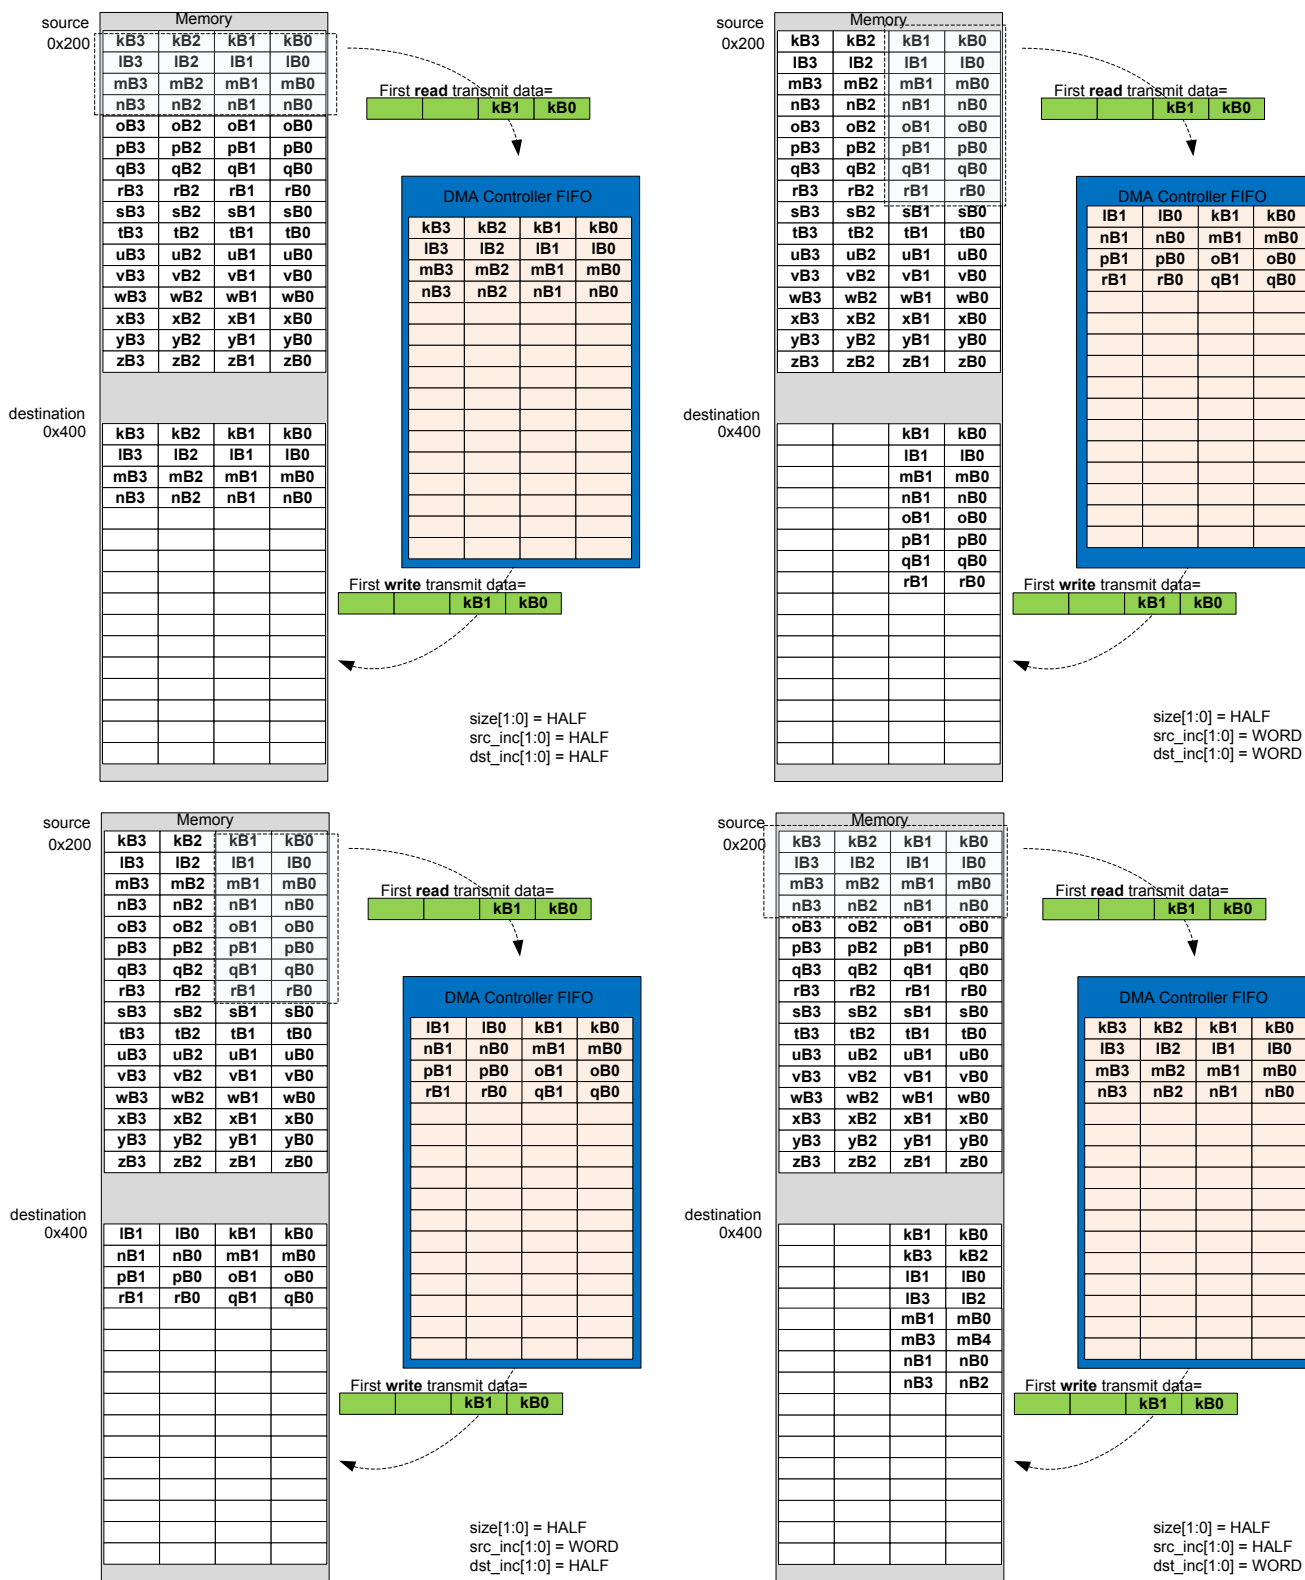 source
0x200
Memory
kB3 kB2 kB1 kB0
lB3 lB2 lB1 lB0
mB3 mB2 mB1 mB0
nB3 nB2 nB1 nB0
oB3 oB2 oB1 oB0
pB3 pB2 pB1 pB0
qB3 qB2 qB1 qB0
rB3 rB2 rB1 rB0
sB3 sB2 sB1 sB0
tB3 tB2 tB1 tB0
uB3 uB2 uB1 uB0
vB3 vB2 vB1 vB0
wB3 wB2 wB1 wB0
xB3 xB2 xB1 xB0
yB3 yB2 yB1 yB0
zB3 zB2 zB1 zB0
First read transmit data=
kB1 kB0
DMA Controller FIFO
kB3 kB2 kB1 kB0
lB3 lB2 lB1 lB0
mB3 mB2 mB1 mB0
nB3 nB2 nB1 nB0
destination
0x400
kB3 kB2 kB1 kB0
lB3 lB2 lB1 lB0
mB3 mB2 mB1 mB0
nB3 nB2 nB1 nB0
First write transmit data=
kB1 kB0
size[1:0] = HALF
src_inc[1:0] = HALF
dst_inc[1:0] = HALF
source
0x200
Memory
kB3 kB2 kB1 kB0
lB3 lB2 lB1 lB0
mB3 mB2 mB1 mB0
nB3 nB2 nB1 nB0
oB3 oB2 oB1 oB0
pB3 pB2 pB1 pB0
qB3 qB2 qB1 qB0
rB3 rB2 rB1 rB0
sB3 sB2 sB1 sB0
tB3 tB2 tB1 tB0
uB3 uB2 uB1 uB0
vB3 vB2 vB1 vB0
wB3 wB2 wB1 wB0
xB3 xB2 xB1 xB0
yB3 yB2 yB1 yB0
zB3 zB2 zB1 zB0
First read transmit data=
kB1 kB0
DMA Controller FIFO
lB1 lB0 kB1 kB0
nB1 nB0 mB1 mB0
pB1 pB0 oB1 oB0
rB1 rB0 qB1 qB0
destination
0x400
kB1 kB0
lB1 lB0
mB1 mB0
nB1 nB0
oB1 oB0
pB1 pB0
qB1 qB0
rB1 rB0
First write transmit data=
kB1 kB0
size[1:0] = HALF
src_inc[1:0] = WORD
dst_inc[1:0] = WORD
source
0x200
Memory
kB3 kB2 kB1 kB0
lB3 lB2 lB1 lB0
mB3 mB2 mB1 mB0
nB3 nB2 nB1 nB0
oB3 oB2 oB1 oB0
pB3 pB2 pB1 pB0
qB3 qB2 qB1 qB0
rB3 rB2 rB1 rB0
sB3 sB2 sB1 sB0
tB3 tB2 tB1 tB0
uB3 uB2 uB1 uB0
vB3 vB2 vB1 vB0
wB3 wB2 wB1 wB0
xB3 xB2 xB1 xB0
yB3 yB2 yB1 yB0
zB3 zB2 zB1 zB0
First read transmit data=
kB1 kB0
DMA Controller FIFO
lB1 lB0 kB1 kB0
nB1 nB0 mB1 mB0
pB1 pB0 oB1 oB0
rB1 rB0 qB1 qB0
destination
0x400
lB1 lB0 kB1 kB0
nB1 nB0 mB1 mB0
pB1 pB0 oB1 oB0
rB1 rB0 qB1 qB0
First write transmit data=
kB1 kB0
size[1:0] = HALF
src_inc[1:0] = WORD
dst_inc[1:0] = HALF
source
0x200
Memory
kB3 kB2 kB1 kB0
lB3 lB2 lB1 lB0
mB3 mB2 mB1 mB0
nB3 nB2 nB1 nB0
oB3 oB2 oB1 oB0
pB3 pB2 pB1 pB0
qB3 qB2 qB1 qB0
rB3 rB2 rB1 rB0
sB3 sB2 sB1 sB0
tB3 tB2 tB1 tB0
uB3 uB2 uB1 uB0
vB3 vB2 vB1 vB0
wB3 wB2 wB1 wB0
xB3 xB2 xB1 xB0
yB3 yB2 yB1 yB0
zB3 zB2 zB1 zB0
First read transmit data=
kB1 kB0
DMA Controller FIFO
kB3 kB2 kB1 kB0
lB3 lB2 lB1 lB0
mB3 mB2 mB1 mB0
nB3 nB2 nB1 nB0
destination
0x400
kB1 kB0
kB3 kB2
lB1 lB0
lB3 lB2
mB1 mB0
mB3 mB4
nB1 nB0
nB3 nB2
First write transmit data=
kB1 kB0
size[1:0] = HALF
src_inc[1:0] = HALF
dst_inc[1:0] = WORD